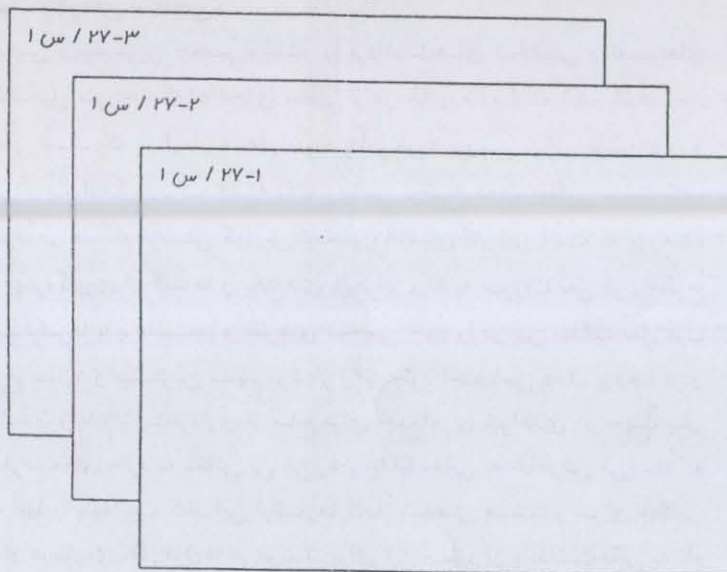 ۲۷-۳ / س ۱
۲۷-۲ / س ۱
۲۷-۱ / س ۱